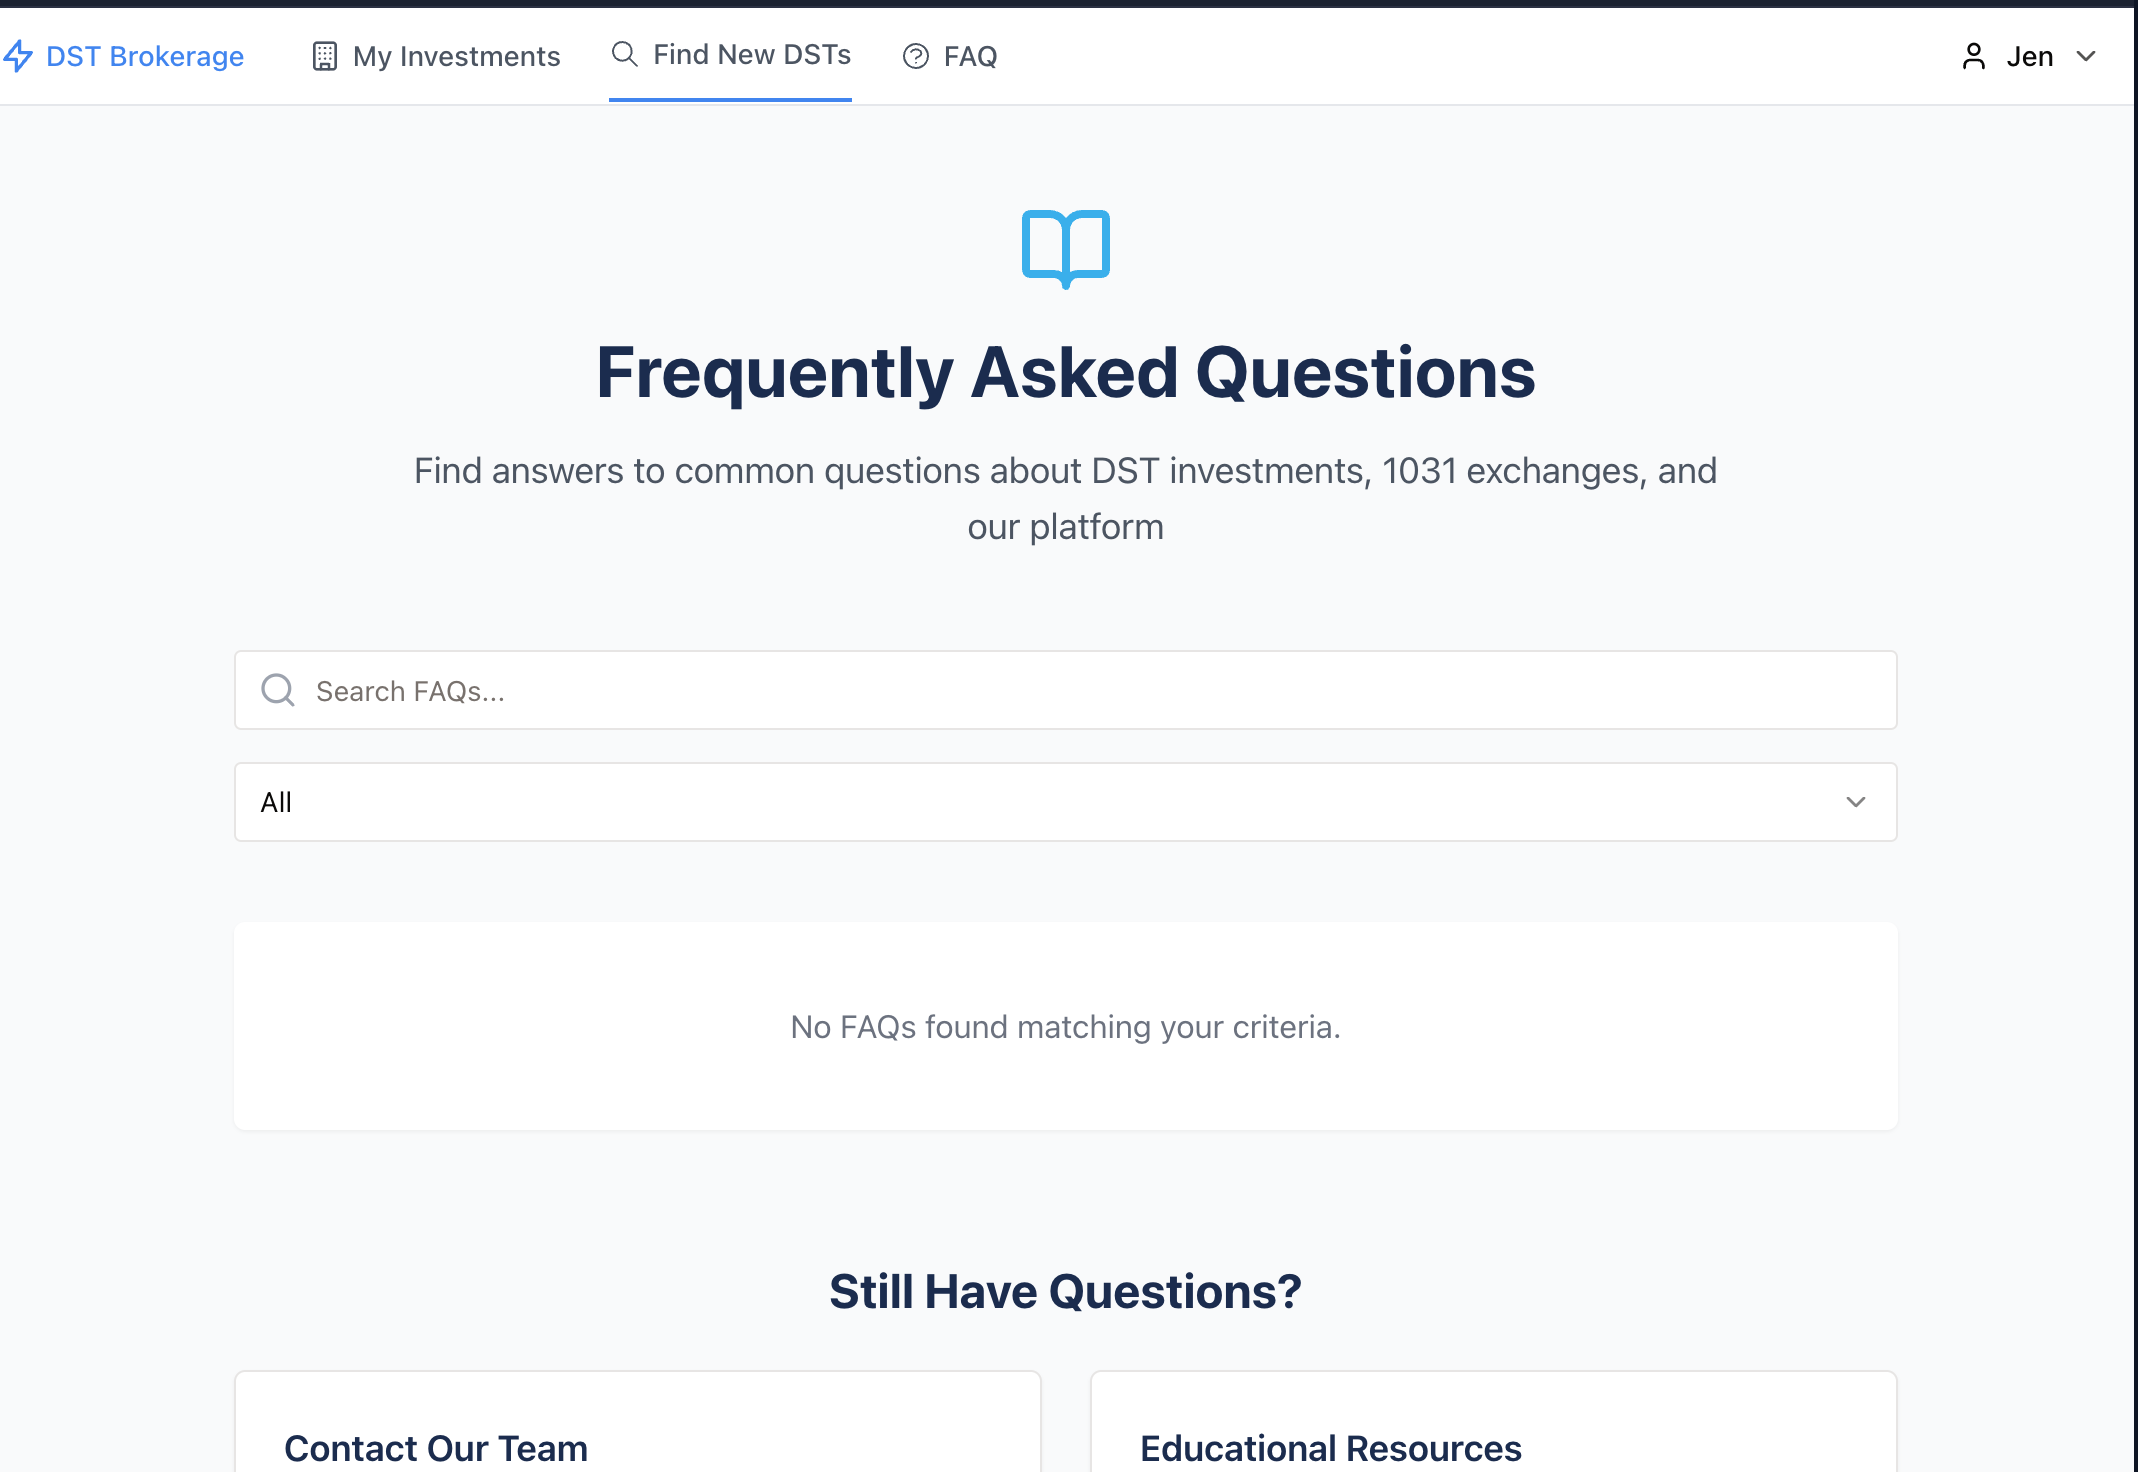 DST Brokerage
My Investments
Find New DSTs
FAQ
Jen
Frequently Asked Questions
Find answers to common questions about DST investments, 1031 exchanges, and
our platform
Search FAQs...
All
No FAQs found matching your criteria.
Still Have Questions?
Contact Our Team
Educational Resources